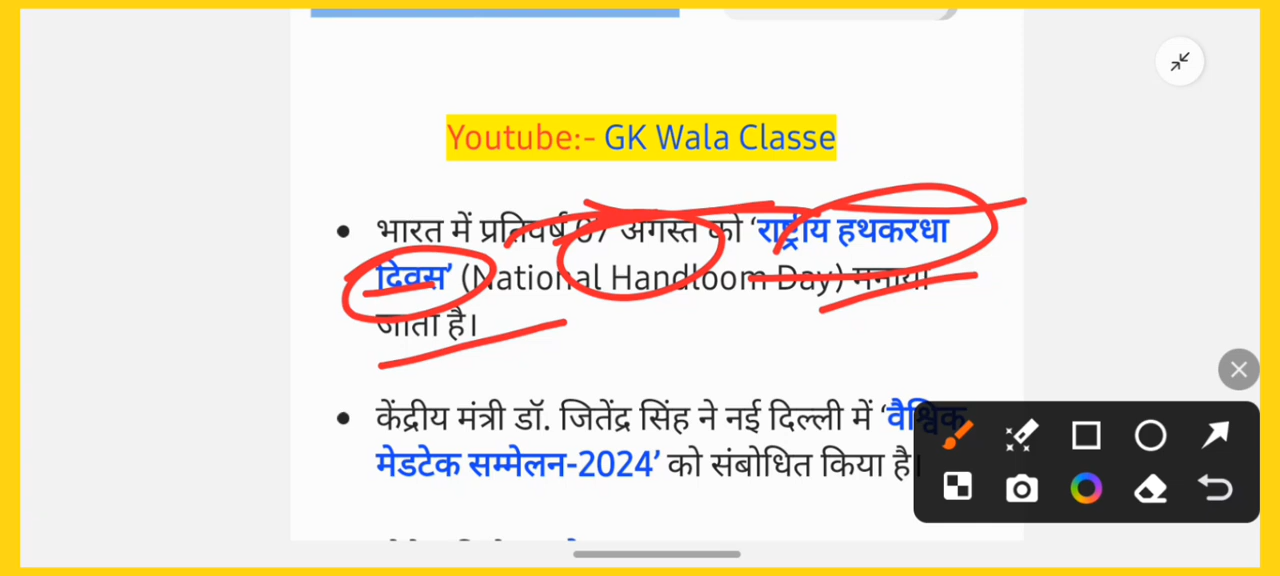 Youtube:- GK Wala Classe
• भारत में प्रतिवर्ष 07 अगस्त को ‘राष्ट्रीय हथकरधा
दिवस’ (National Handloom Day) मनाया
जाता है।
• केंद्रीय मंत्री डॉ. जितेंद्र सिंह ने नई दिल्ली में ‘वैश्विक
मेडटेक सम्मेलन-2024’ को संबोधित किया है।